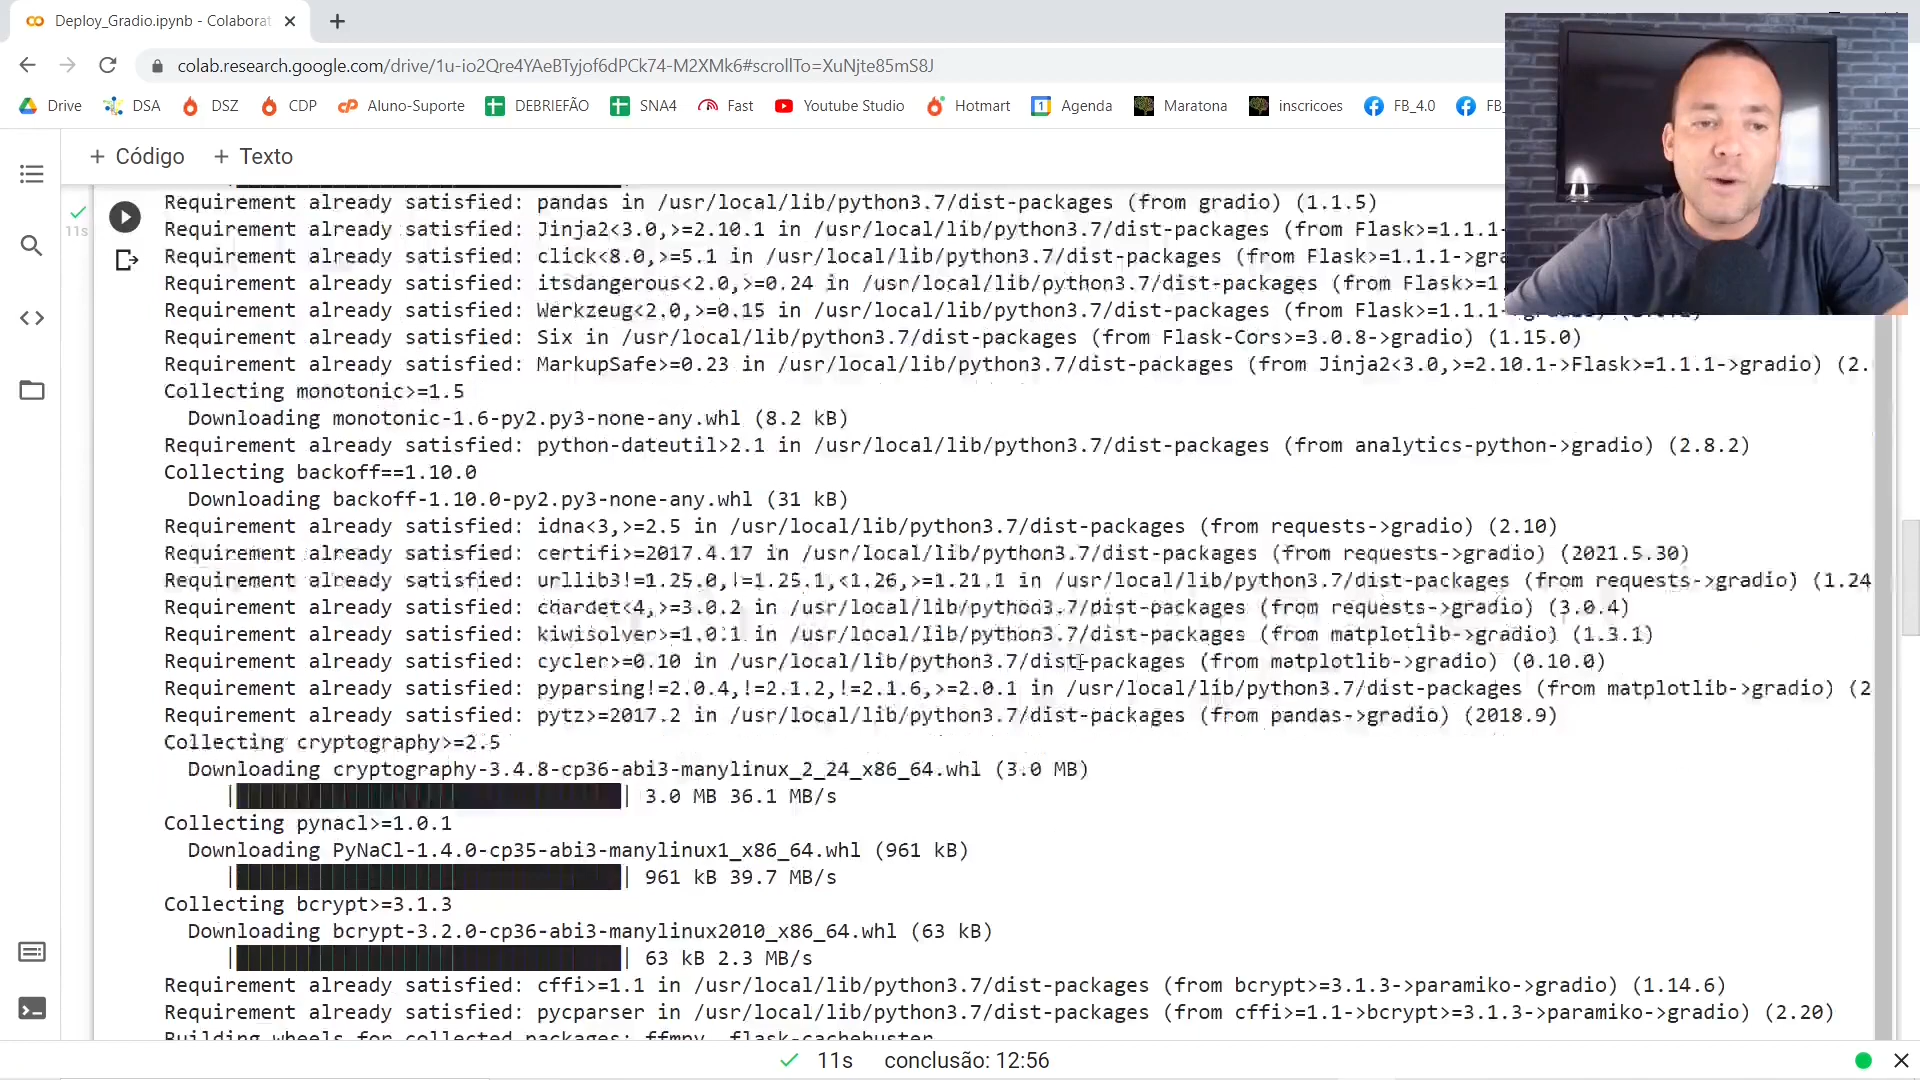 Deploy_Gradio.ipynb - Colaborat
colab.research.google.com/drive/1u-io2Qre4YAeBTyjof6dPCk74-M2XMk6#scrollTo=XuNjte85mS8J
Drive DSA DSZ CDP Aluno-Suporte DEBRIEFÃO SNA4 Fast Youtube Studio Hotmart 1 Agenda Maratona inscricoes FB_4.0 FB_
+ Código + Texto
11s
Requirement already satisfied: pandas in /usr/local/lib/python3.7/dist-packages (from gradio) (1.1.5)
Requirement already satisfied: Jinja2<3.0,>=2.10.1 in /usr/local/lib/python3.7/dist-packages (from Flask>=1.1.1-
Requirement already satisfied: click<8.0,>=5.1 in /usr/local/lib/python3.7/dist-packages (from Flask>=1.1.1->gra
Requirement already satisfied: itsdangerous<2.0,>=0.24 in /usr/local/lib/python3.7/dist-packages (from Flask>=1.
Requirement already satisfied: Werkzeug<2.0,>=0.15 in /usr/local/lib/python3.7/dist-packages (from Flask>=1.1.1-
Requirement already satisfied: Six in /usr/local/lib/python3.7/dist-packages (from Flask-Cors>=3.0.8->gradio) (1.15.0)
Requirement already satisfied: MarkupSafe>=0.23 in /usr/local/lib/python3.7/dist-packages (from Jinja2<3.0,>=2.10.1->Flask>=1.1.1->gradio) (2.
Collecting monotonic>=1.5
Downloading monotonic-1.6-py2.py3-none-any.whl (8.2 kB)
Requirement already satisfied: python-dateutil>2.1 in /usr/local/lib/python3.7/dist-packages (from analytics-python->gradio) (2.8.2)
Collecting backoff==1.10.0
Downloading backoff-1.10.0-py2.py3-none-any.whl (31 kB)
Requirement already satisfied: idna<3,>=2.5 in /usr/local/lib/python3.7/dist-packages (from requests->gradio) (2.10)
Requirement already satisfied: certifi>=2017.4.17 in /usr/local/lib/python3.7/dist-packages (from requests->gradio) (2021.5.30)
Requirement already satisfied: urllib3!=1.25.0,!=1.25.1,<1.26,>=1.21.1 in /usr/local/lib/python3.7/dist-packages (from requests->gradio) (1.24
Requirement already satisfied: chardet<4,>=3.0.2 in /usr/local/lib/python3.7/dist-packages (from requests->gradio) (3.0.4)
Requirement already satisfied: kiwisolver>=1.0.1 in /usr/local/lib/python3.7/dist-packages (from matplotlib->gradio) (1.3.1)
Requirement already satisfied: cycler>=0.10 in /usr/local/lib/python3.7/dist-packages (from matplotlib->gradio) (0.10.0)
Requirement already satisfied: pyparsing!=2.0.4,!=2.1.2,!=2.1.6,>=2.0.1 in /usr/local/lib/python3.7/dist-packages (from matplotlib->gradio) (2
Requirement already satisfied: pytz>=2017.2 in /usr/local/lib/python3.7/dist-packages (from pandas->gradio) (2018.9)
Collecting cryptography>=2.5
Downloading cryptography-3.4.8-cp36-abi3-manylinux_2_24_x86_64.whl (3.0 MB)
| | 3.0 MB 36.1 MB/s
Collecting pynacl>=1.0.1
Downloading PyNaCl-1.4.0-cp35-abi3-manylinux1_x86_64.whl (961 kB)
| | 961 kB 39.7 MB/s
Collecting bcrypt>=3.1.3
Downloading bcrypt-3.2.0-cp36-abi3-manylinux2010_x86_64.whl (63 kB)
| | 63 kB 2.3 MB/s
Requirement already satisfied: cffi>=1.1 in /usr/local/lib/python3.7/dist-packages (from bcrypt>=3.1.3->paramiko->gradio) (1.14.6)
Requirement already satisfied: pycparser in /usr/local/lib/python3.7/dist-packages (from cffi>=1.1->bcrypt>=3.1.3->paramiko->gradio) (2.20)
Building wheels for collected packages: ffmpy, flask-cachebuster
11s conclusão: 12:56